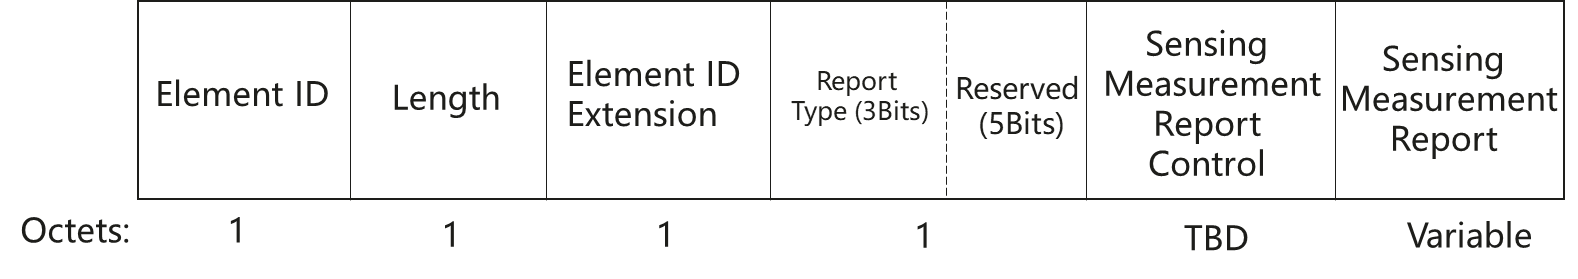 Element ID
Length
Element ID
Extension
Report
Type (3Bits)
Reserved
(5Bits)
Sensing
Measurement
Report
Control
Sensing
Measurement
Report
Octets: 1 1 1 1 TBD Variable